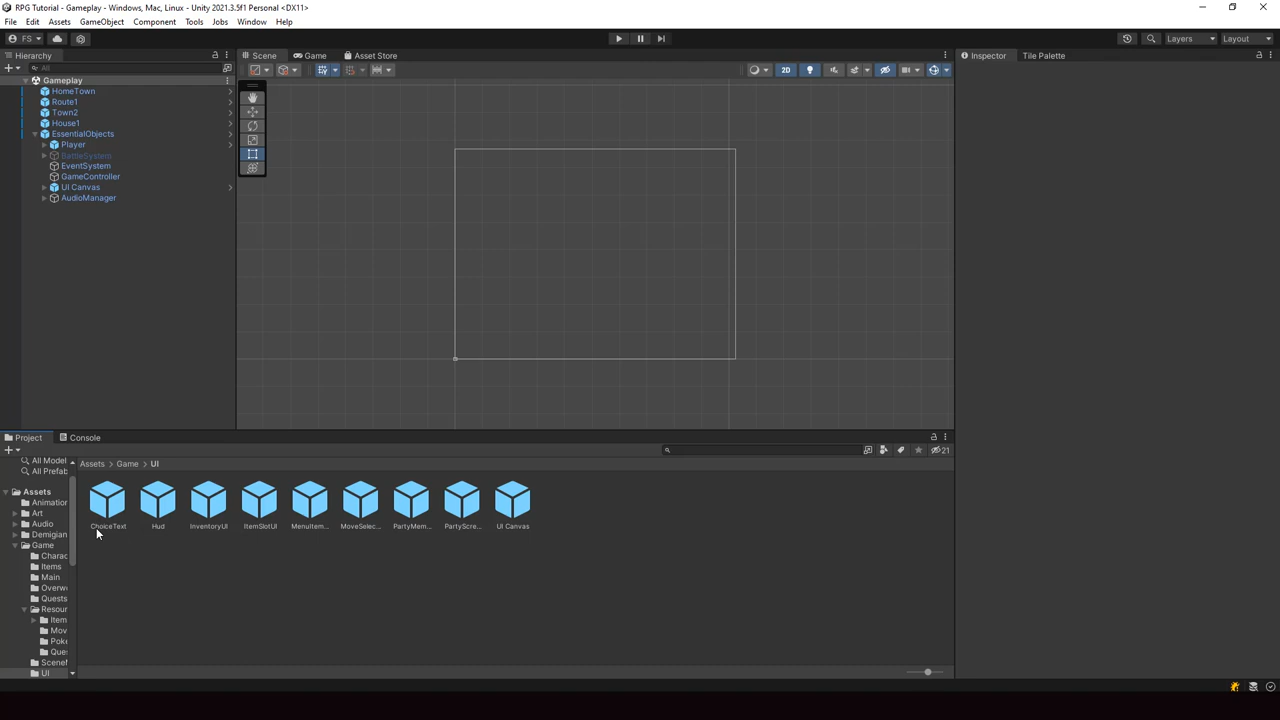 RPG Tutorial - Gameplay - Windows, Mac, Linux - Unity 2021.3.5f1 Personal <DX11>
File Edit Assets GameObject Component Tools Jobs Window Help
FS Layers Layout
Hierarchy Scene Game Asset Store Inspector Tile Palette
All
2D
Gameplay
HomeTown
Route1
Town2
House1
EssentialObjects
Player
BattleSystem
EventSystem
GameController
UI Canvas
AudioManager
Project Console
21
All Model
All Prefab
Assets > Game > UI
Assets
Animation
Art
Audio
Demigian
Game
Charac
Items
Main
Overw
Quests
Resour
Item
Mov
Poke
Que
SceneM
UI
ChoiceText Hud InventoryUI ItemSlotUI MenuItem... MoveSelec... PartyMem... PartyScre... UI Canvas